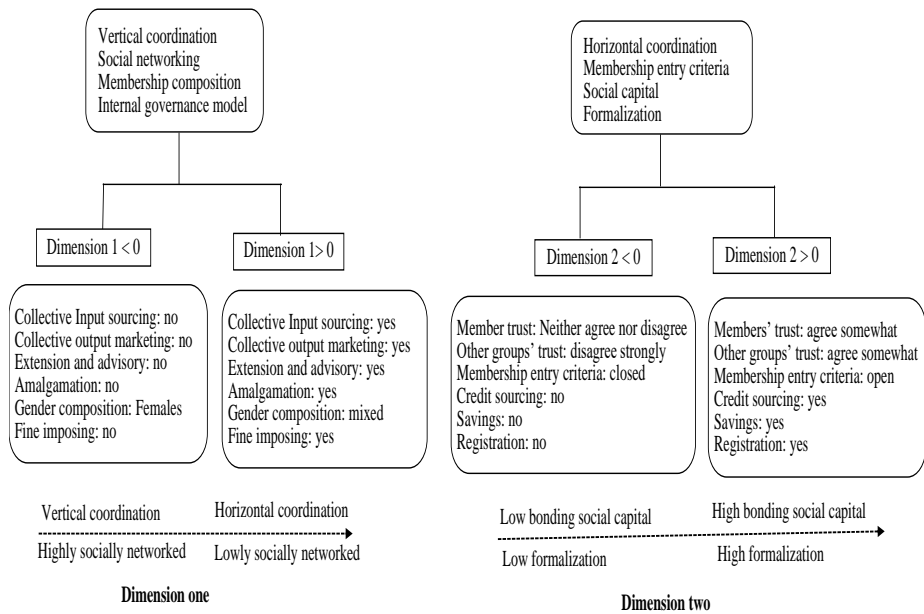 Vertical coordination
Social networking
Membership composition
Internal governance model
Horizontal coordination
Membership entry criteria
Social capital
Formalization
Dimension 1 < 0
Dimension 1> 0
Dimension 2 < 0
Dimension 2 > 0
Collective Input sourcing: no
Collective output marketing: no
Extension and advisory: no
Amalgamation: no
Gender composition: Females
Fine imposing: no
Collective Input sourcing: yes
Collective output marketing: yes
Extension and advisory: yes
Amalgamation: yes
Gender composition: mixed
Fine imposing: yes
Member trust: Neither agree nor disagree
Other groups' trust: disagree strongly
Membership entry criteria: closed
Credit sourcing: no
Savings: no
Registration: no
Members' trust: agree somewhat
Other groups' trust: agree somewhat
Membership entry criteria: open
Credit sourcing: yes
Savings: yes
Registration: yes
Vertical coordination
Horizontal coordination
Highly socially networked
Lowly socially networked
Dimension one
Low bonding social capital
High bonding social capital
Low formalization
High formalization
Dimension two